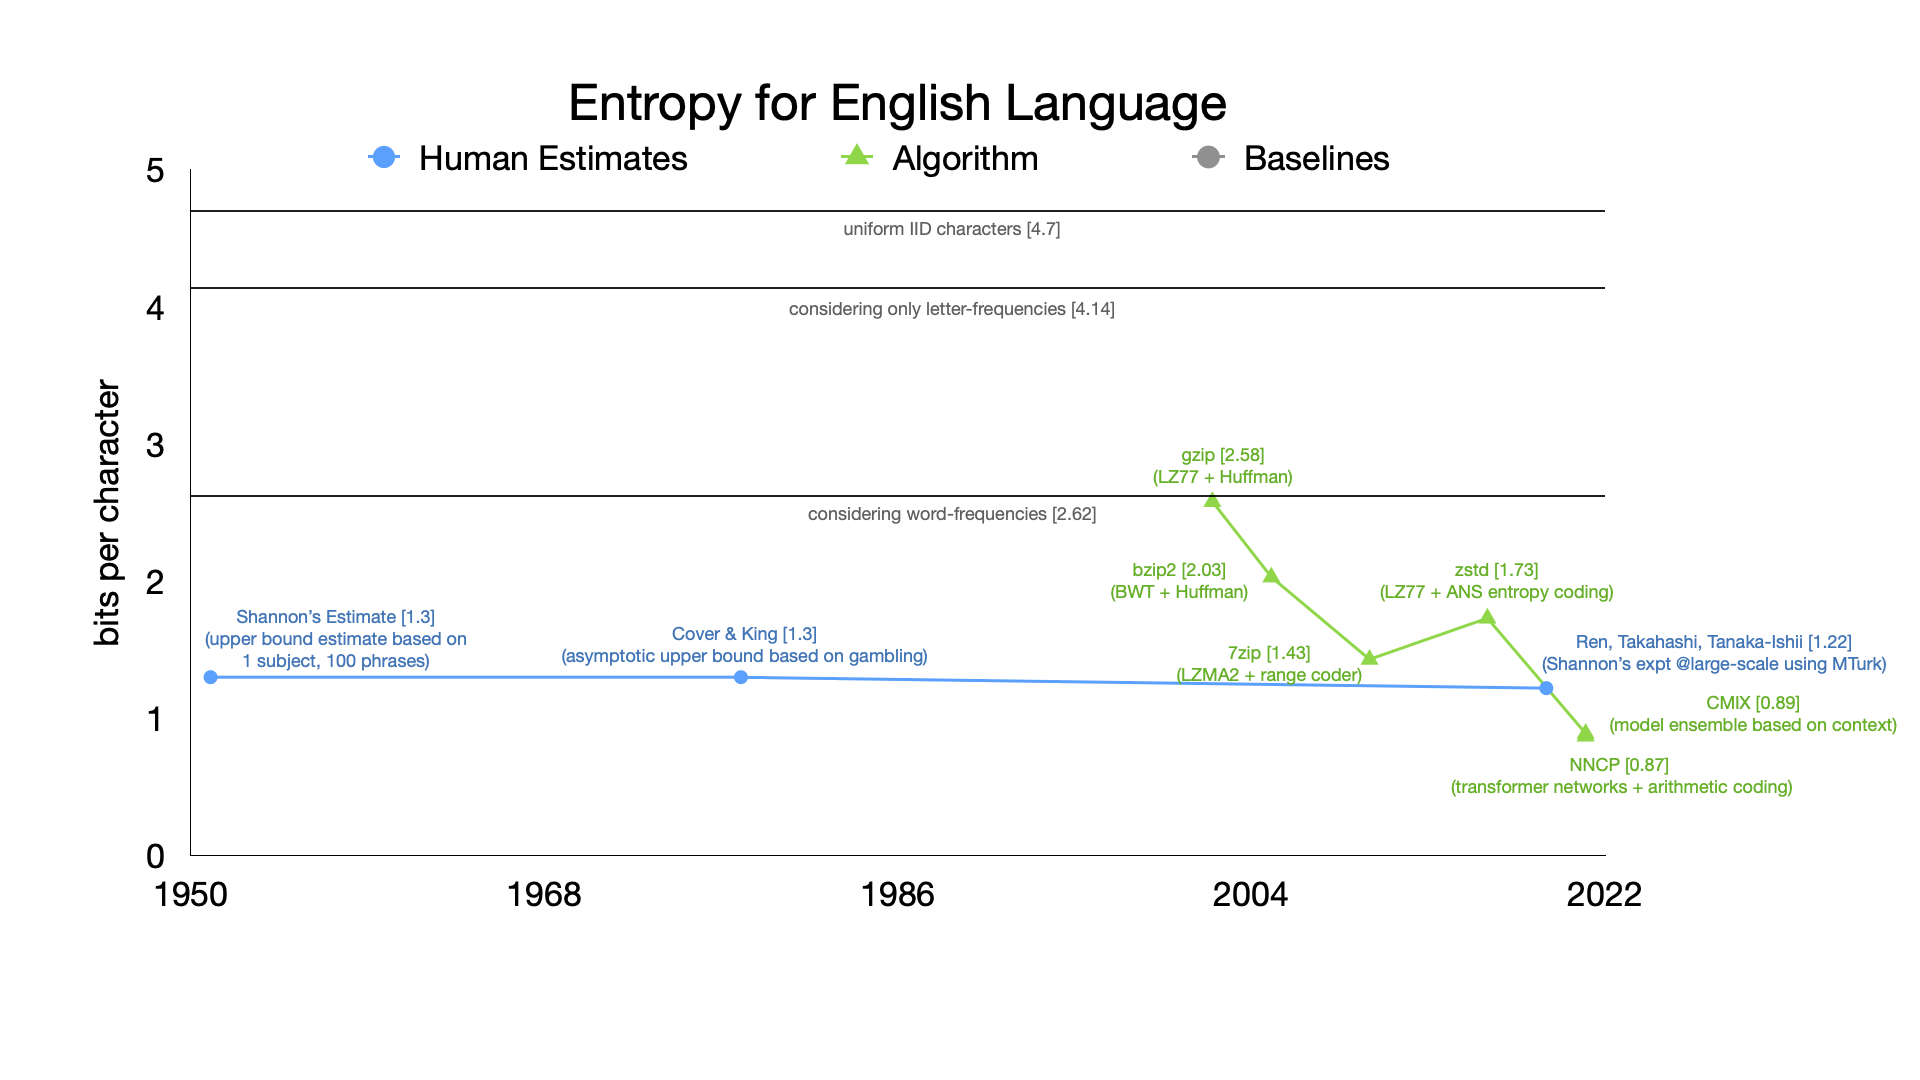 Entropy for English Language
Human Estimates
Algorithm
Baselines
5
uniform IID characters [4.7]
4
considering only letter-frequencies [4.14]
bits per character
3
gzip [2.58]
(LZ77 + Huffman)
considering word-frequencies [2.62]
2
bzip2 [2.03]
(BWT + Huffman)
zstd [1.73]
(LZ77 + ANS entropy coding)
Shannon’s Estimate [1.3]
(upper bound estimate based on
1 subject, 100 phrases)
Cover & King [1.3]
(asymptotic upper bound based on gambling)
7zip [1.43]
(LZMA2 + range coder)
Ren, Takahashi, Tanaka-Ishii [1.22]
(Shannon’s expt @large-scale using MTurk)
1
CMIX [0.89]
(model ensemble based on context)
NNCP [0.87]
(transformer networks + arithmetic coding)
0
1950
1968
1986
2004
2022